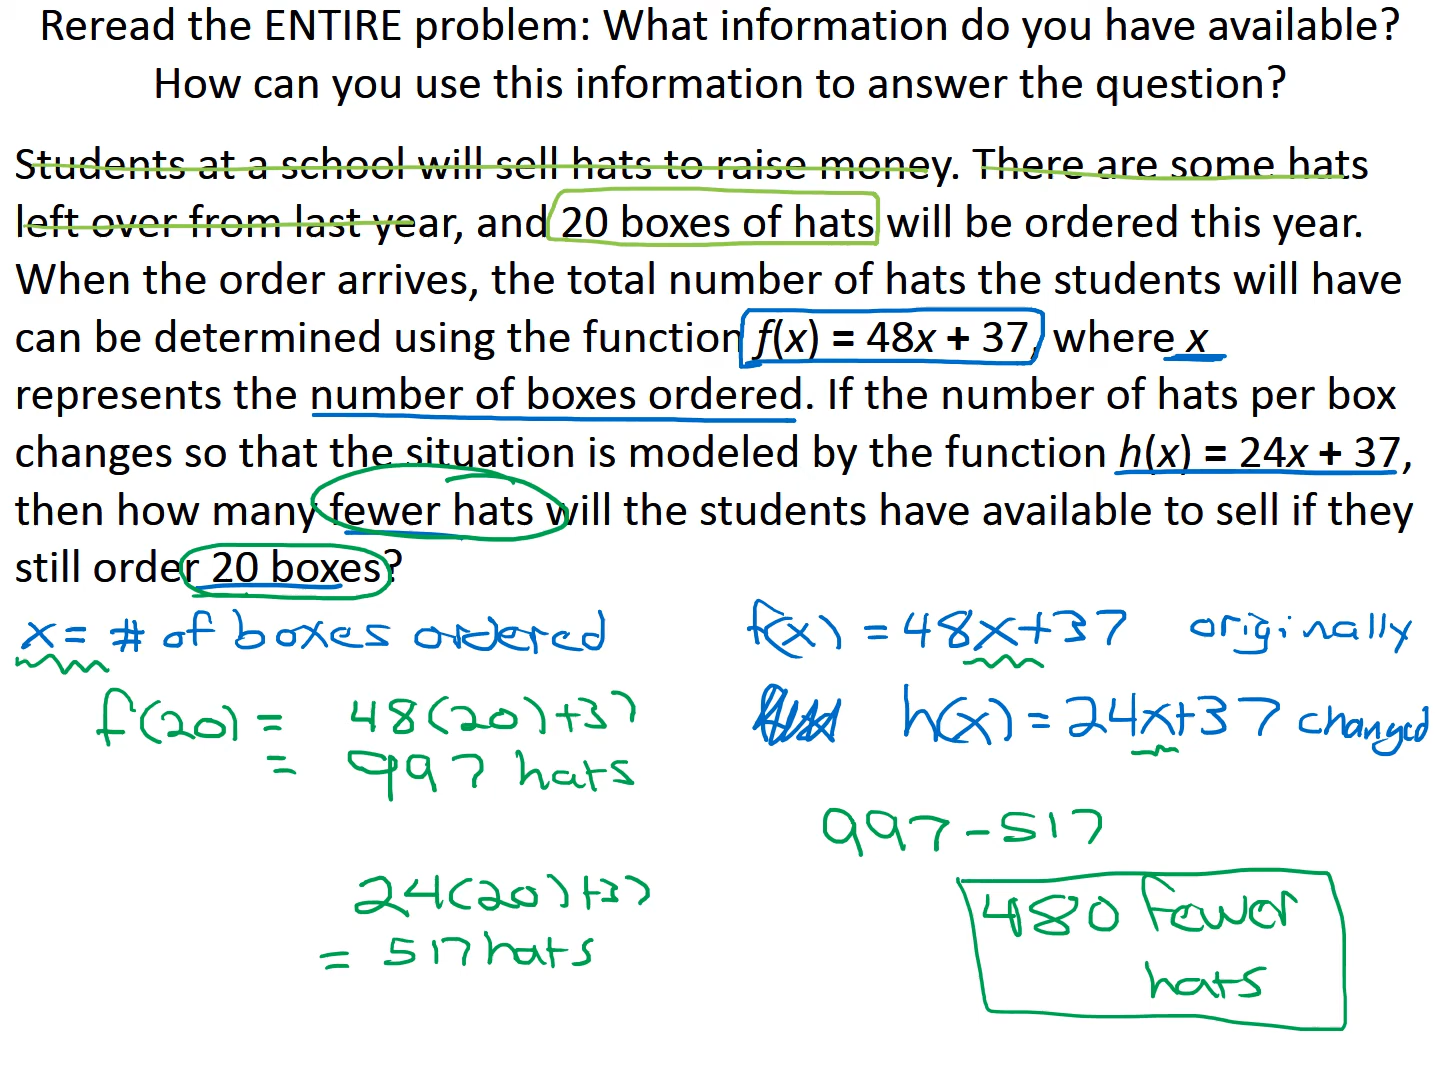 Reread the ENTIRE problem: What information do you have available?
How can you use this information to answer the question?
Students at a school will sell hats to raise money. There are some hats
left over from last year, and 20 boxes of hats will be ordered this year.
When the order arrives, the total number of hats the students will have
can be determined using the function f(x) = 48x + 37, where x
represents the number of boxes ordered. If the number of hats per box
changes so that the situation is modeled by the function h(x) = 24x + 37,
then how many fewer hats will the students have available to sell if they
still order 20 boxes?
x = # of boxes ordered
f(x) = 48x+37 originally
h(x) = 24x+37 changed
f(20) = 48(20)+37
= 997 hats
24(20)+37
= 517 hats
997-517
480 fewer
hats